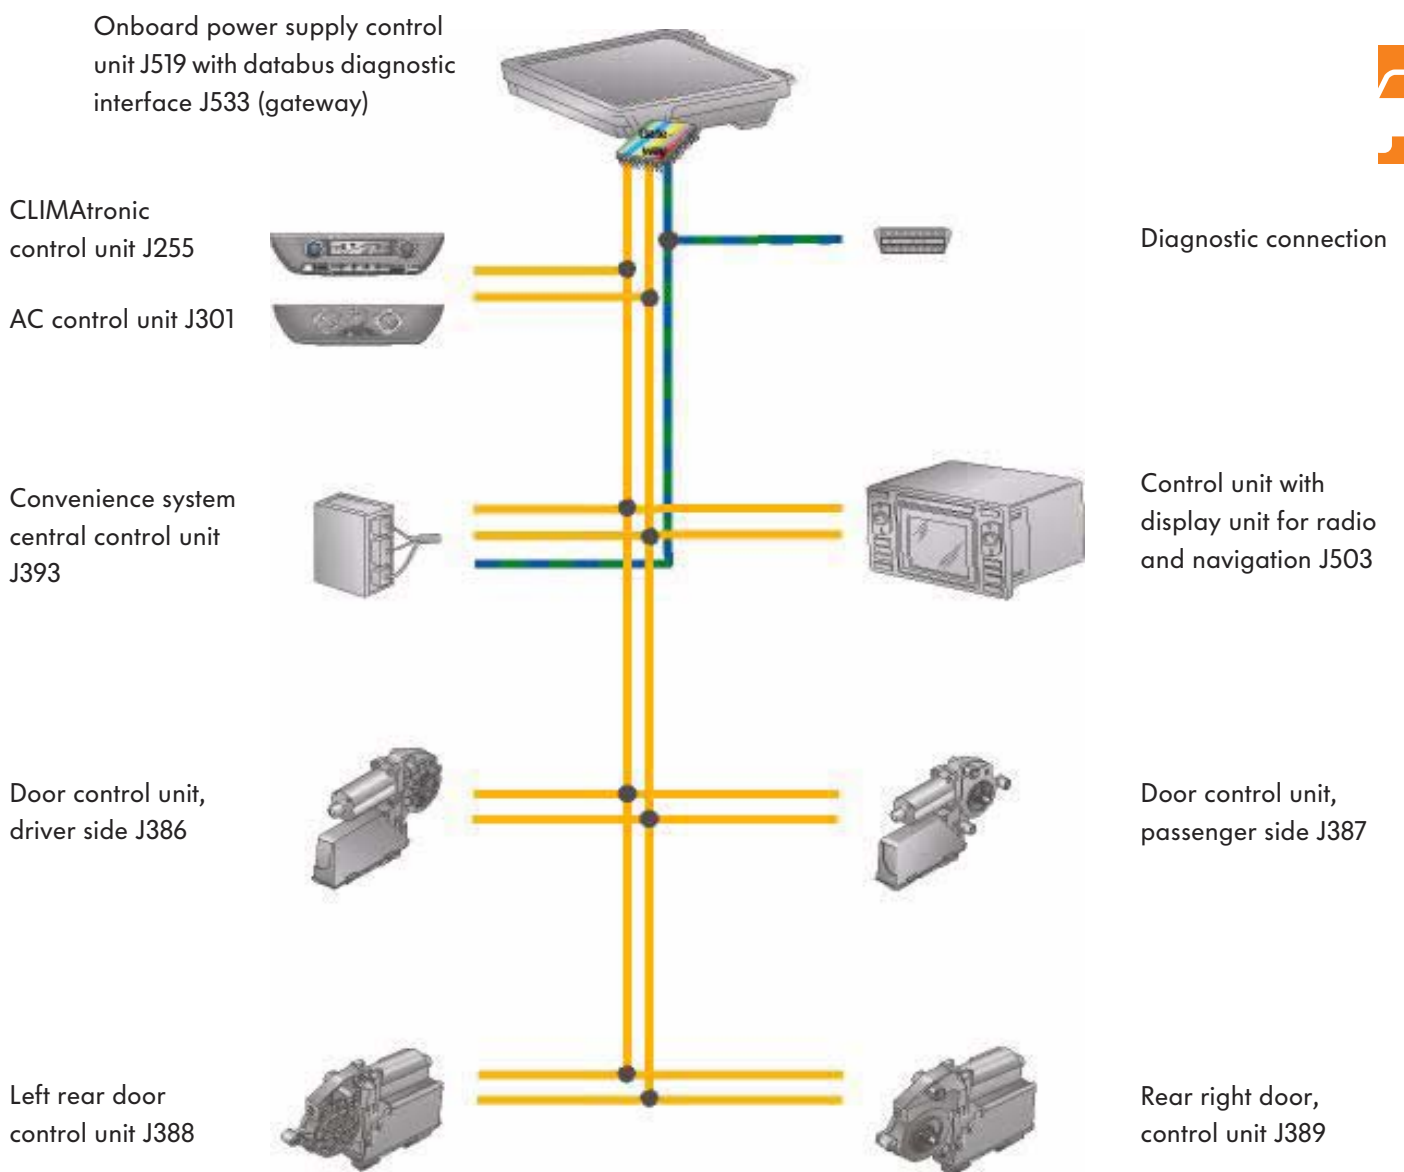 Onboard power supply control
unit J519 with databus diagnostic
interface J533 (gateway)
CLIMAtronic
control unit J255
Diagnostic connection
AC control unit J301
Convenience system
central control unit
J393
Control unit with
display unit for radio
and navigation J503
Door control unit,
driver side J386
Door control unit,
passenger side J387
Left rear door
control unit J388
Rear right door,
control unit J389